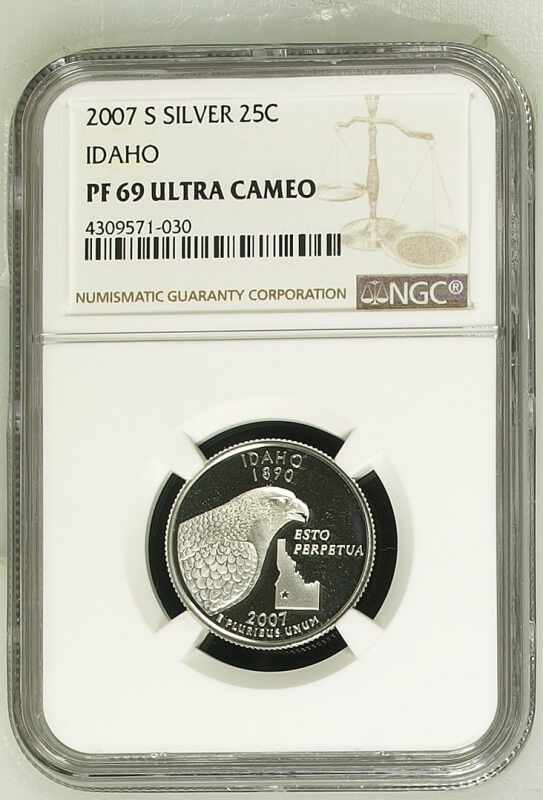 2007 S SILVER 25C
IDAHO
PF 69 ULTRA CAMEO
4309571-030
NUMISMATIC GUARANTY CORPORATION NGC®
IDAHO
1890
ESTO
PERPETUA
2007
E PLURIBUS UNUM